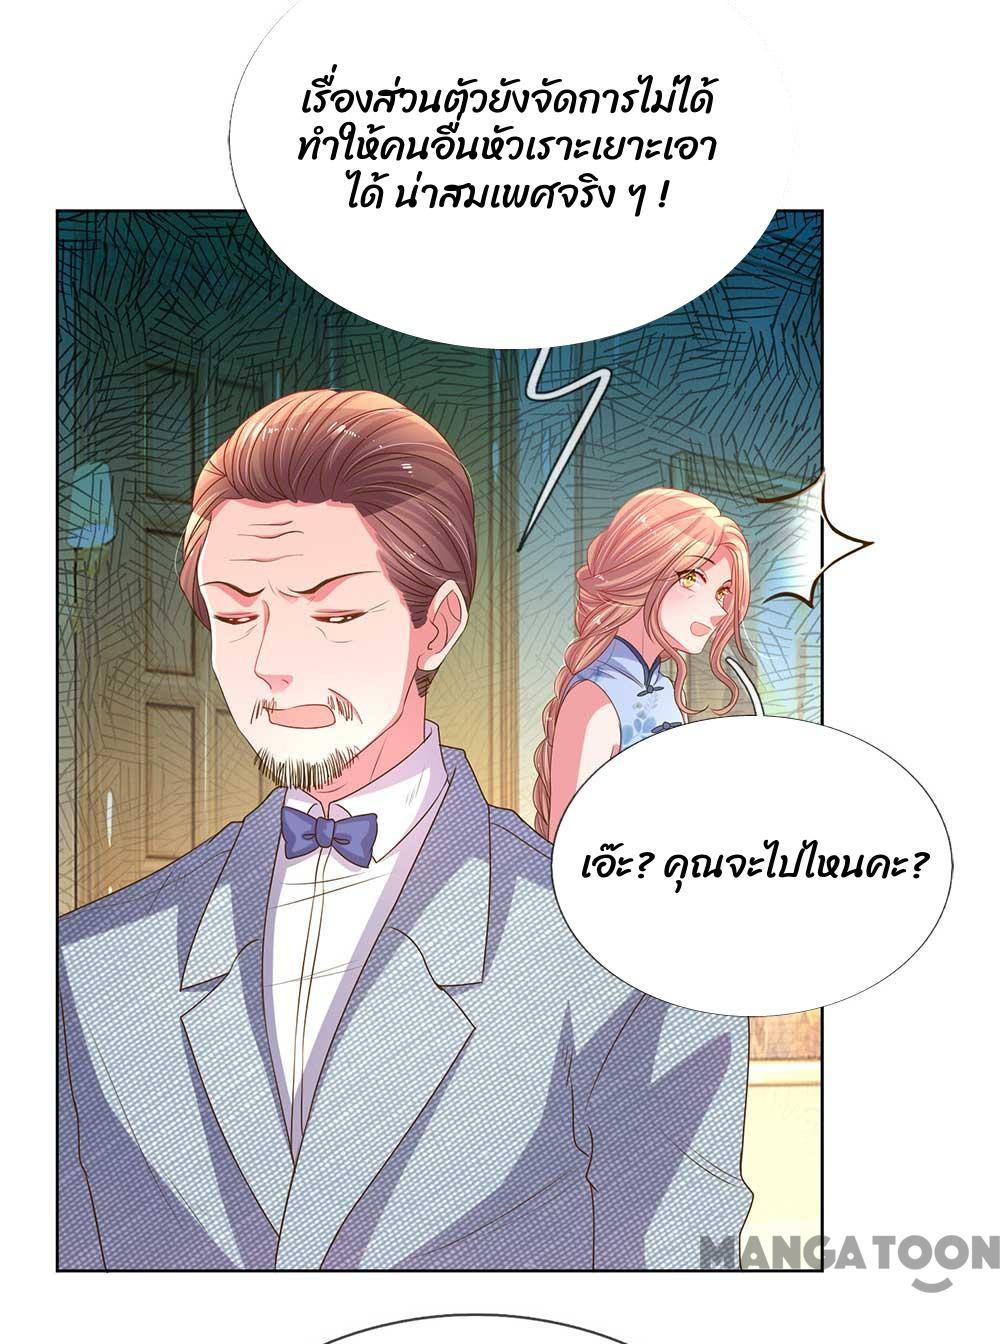 เรื่องส่วนตัวยังจัดการไม่ได้
ทำให้คนอื่นหัวเราะเยาะเอา
ได้ น่าสมเพศจริง ๆ !
เอ๊ะ? คุณจะไปไหนคะ?
MANGATOON